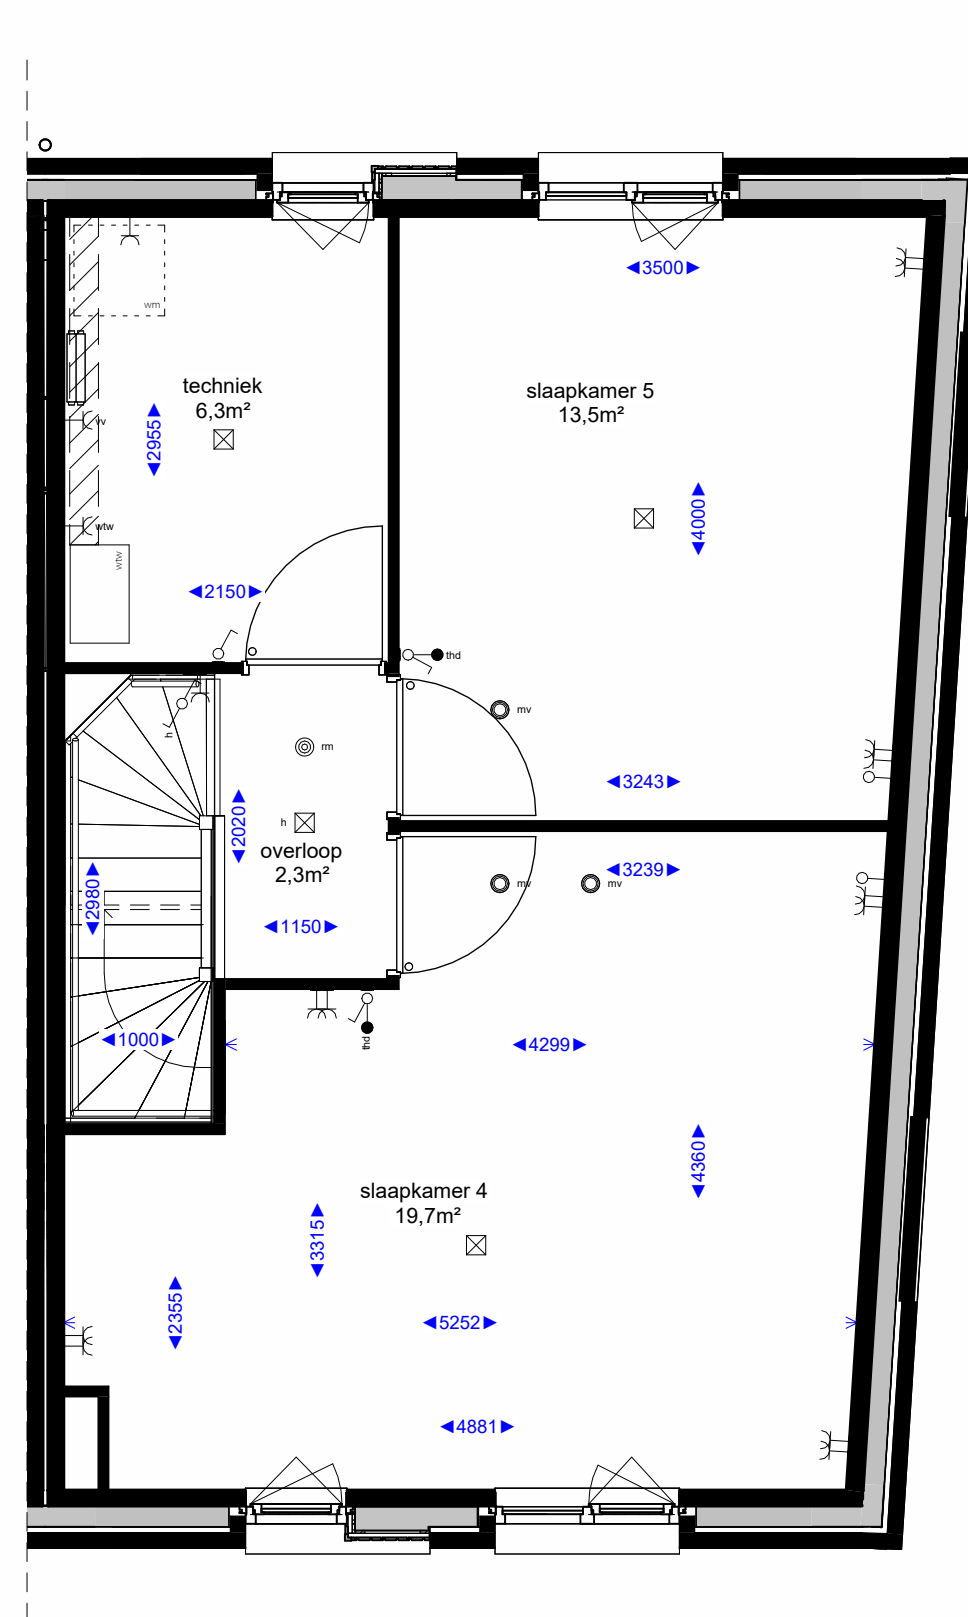 3500
wm
techniek
6,3m²
slaapkamer 5
13,5m²
vv
2955
4000
wtw
wtw
2150
thd
mv
h
rm
3243
2020
h
overloop
2,3m²
3239
mv
mv
2980
1150
1000
thd
4299
4360
slaapkamer 4
19,7m²
3315
2355
5252
4881